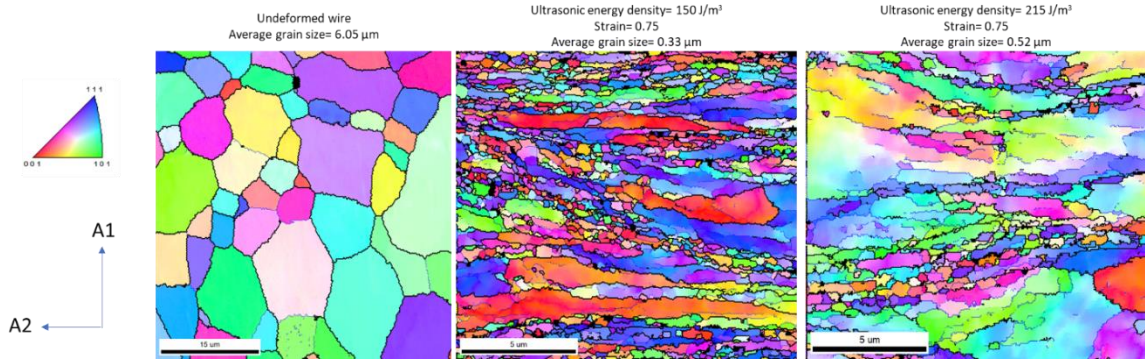 Undeformed wire
Average grain size= 6.05 µm
Ultrasonic energy density= 150 J/m³
Strain= 0.75
Average grain size= 0.33 µm
Ultrasonic energy density= 215 J/m³
Strain= 0.75
Average grain size= 0.52 µm
1 1 1
0 0 1
1 0 1
A1
A2
15 um
5 um
5 um